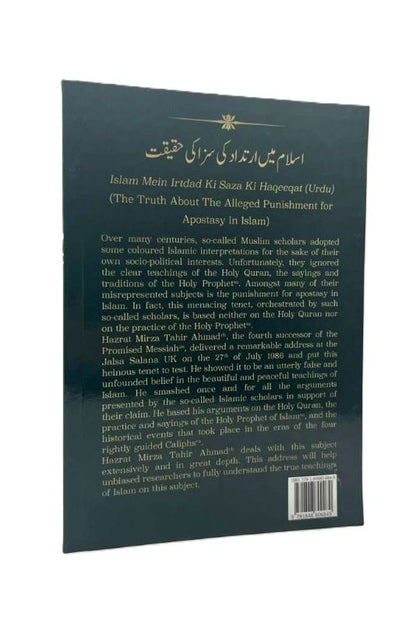 اسلام میں ارتداد کی سزا کی حقیقت
Islam Mein Irtdad Ki Saza Ki Haqeeqat (Urdu)
(The Truth About The Alleged Punishment for
Apostasy in Islam)
Over many centuries, so-called Muslim scholars adopted
some coloured Islamic interpretations for the sake of their
own socio-political interests. Unfortunately, they ignored
the clear teachings of the Holy Quran, the sayings and
traditions of the Holy Prophet. Amongst many of their
misrepresented subjects is the punishment for apostasy in
Islam. In fact, this menacing tenet, orchestrated by such
so-called scholars, is based neither on the Holy Quran nor
on the practice of the Holy Prophet.
Hazrat Mirza Tahir Ahmad, the fourth successor of the
Promised Messiah, delivered a remarkable address at the
Jalsa Salana UK on the 27th of July 1986 and put this
heinous tenet to test. He showed it to be an utterly false and
unfounded belief in the beautiful and peaceful teachings of
Islam. He smashed once and for all the arguments
presented by the so-called Islamic scholars in support of
their claim. He based his arguments on the Holy Quran, the
practice and sayings of the Holy Prophet of Islam, and the
historical events that took place in the eras of the four
rightly guided Caliphs.
Hazrat Mirza Tahir Ahmad deals with this subject
extensively and in great depth. This address will help
unbiased researchers to fully understand the true teachings
of Islam on this subject.